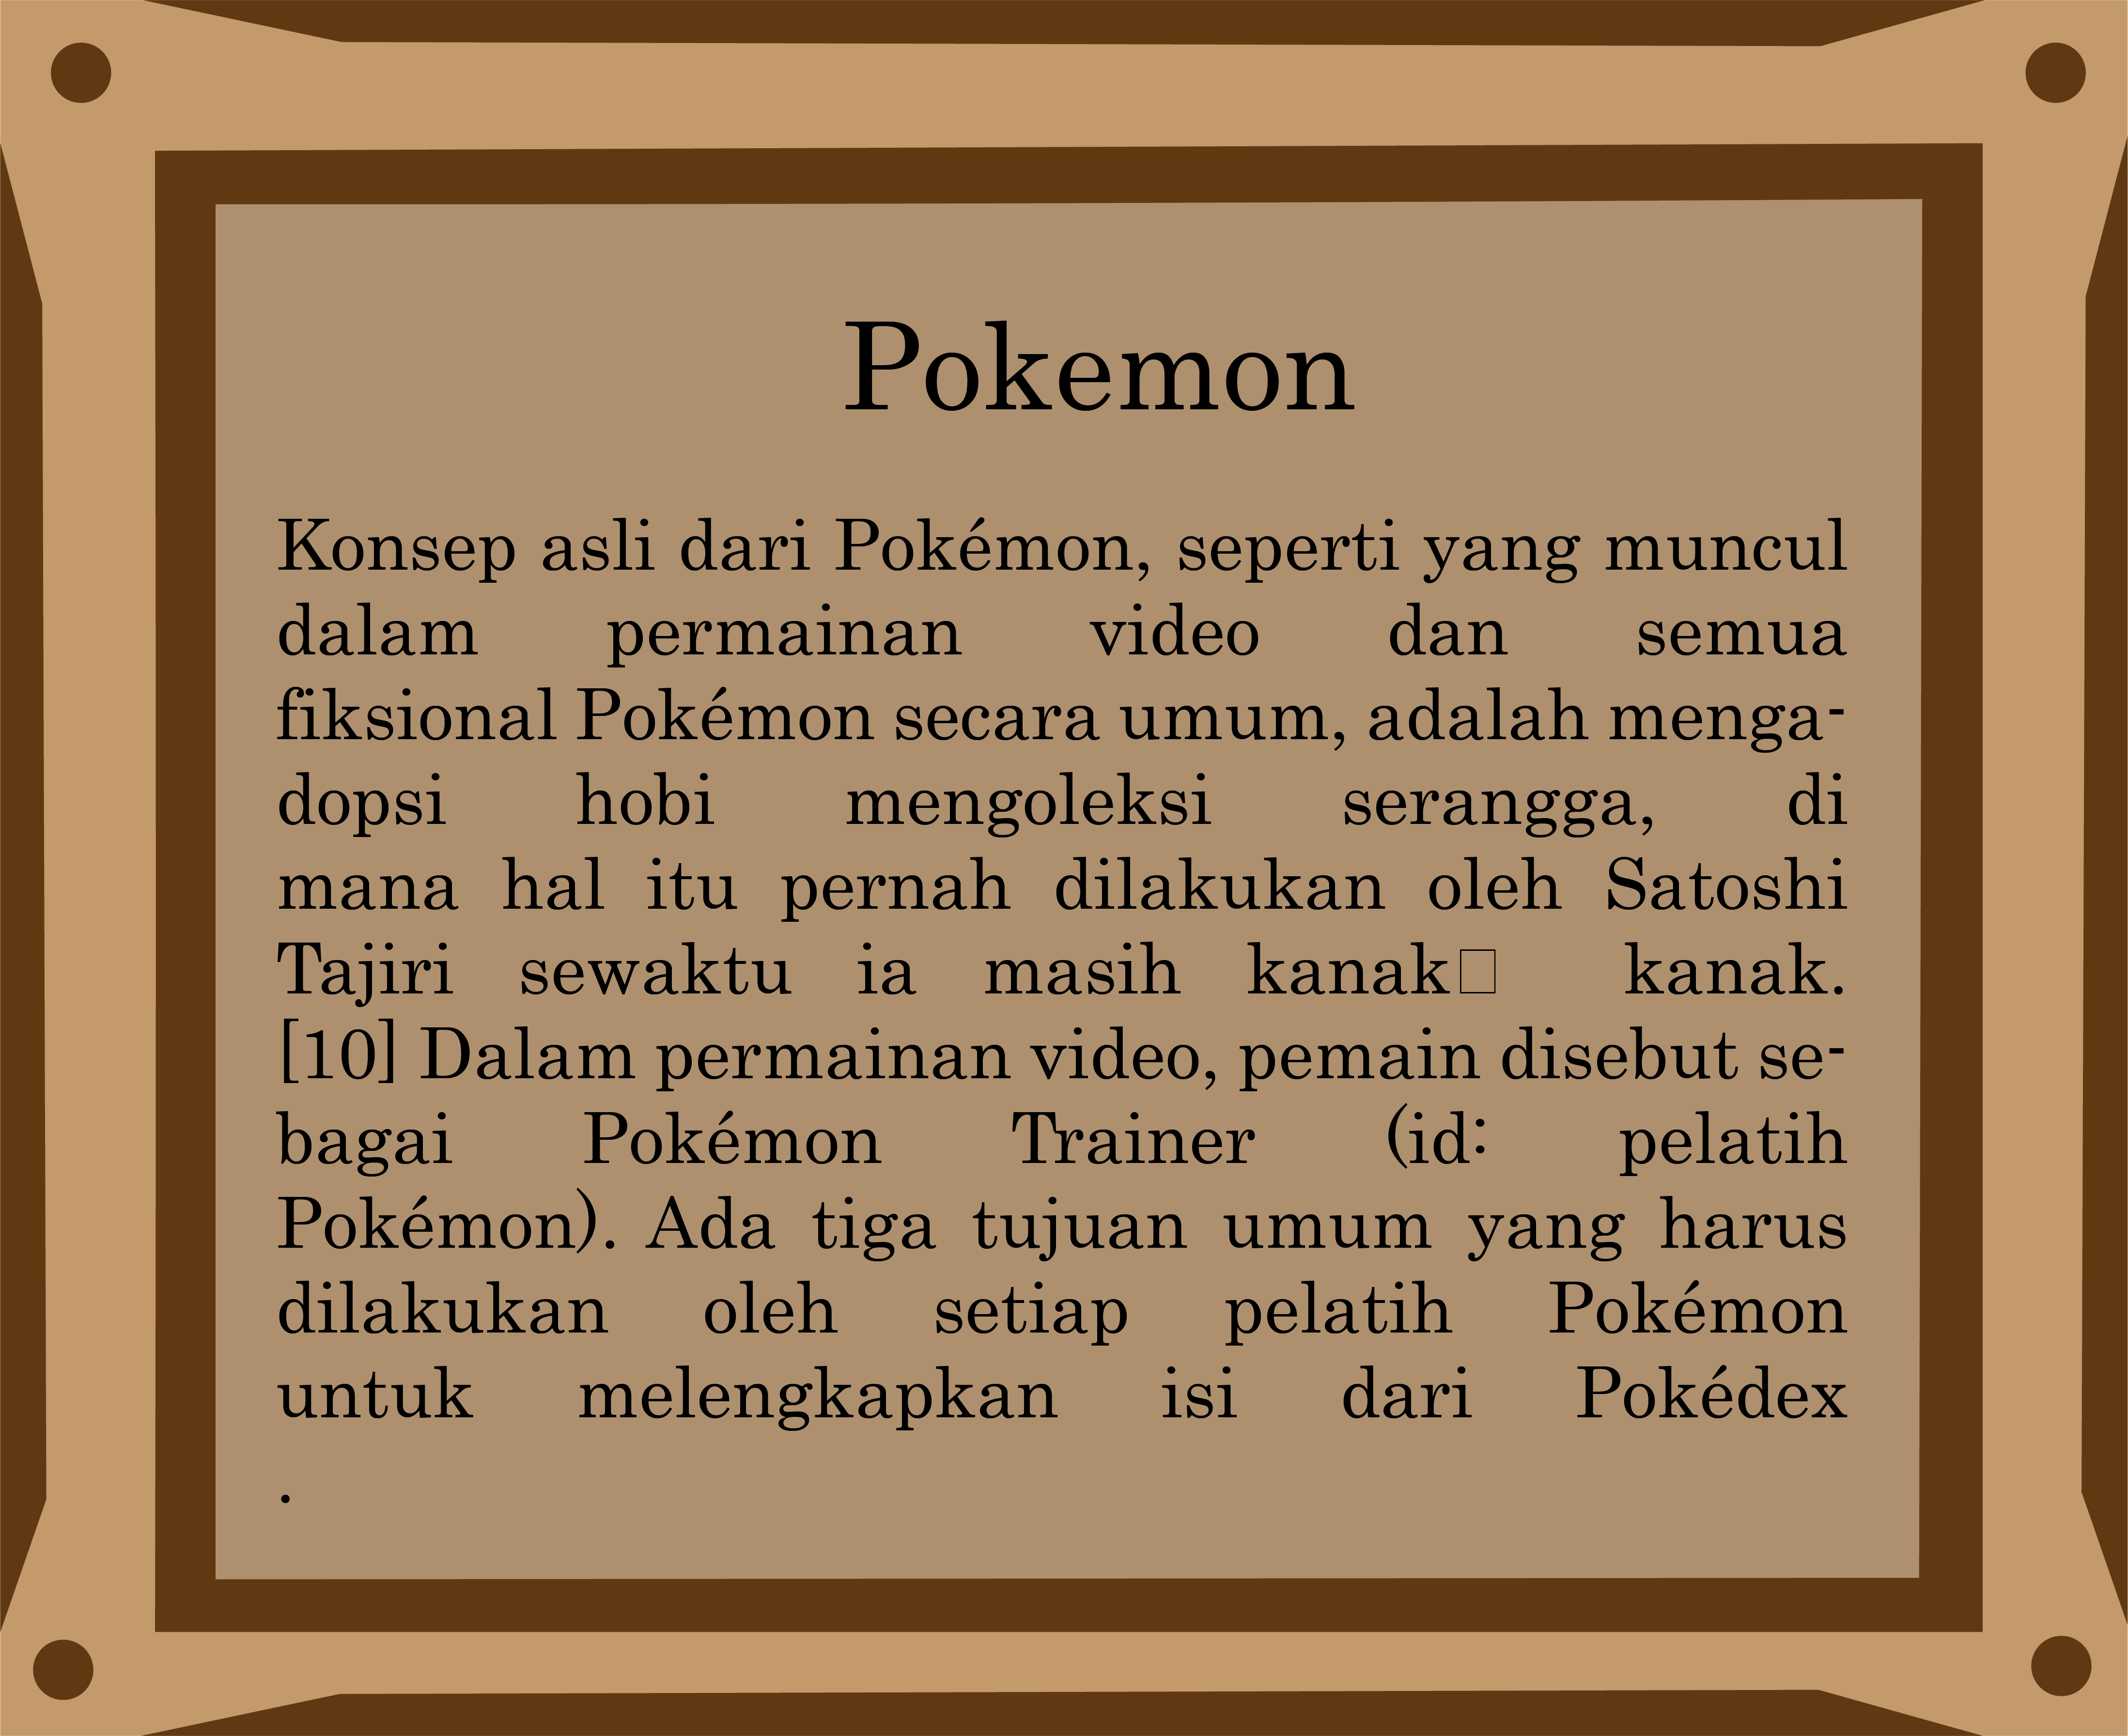 Pokemon
Konsep asli dari Pokémon, seperti yang muncul
dalam permainan video dan semua
fiksional Pokémon secara umum, adalah menga-
dopsi hobi mengoleksi serangga, di
mana hal itu pernah dilakukan oleh Satoshi
Tajiri sewaktu ia masih kanak□ kanak.
[10] Dalam permainan video, pemain disebut se-
bagai Pokémon Trainer (id: pelatih
Pokémon). Ada tiga tujuan umum yang harus
dilakukan oleh setiap pelatih Pokémon
untuk melengkapkan isi dari Pokédex
.